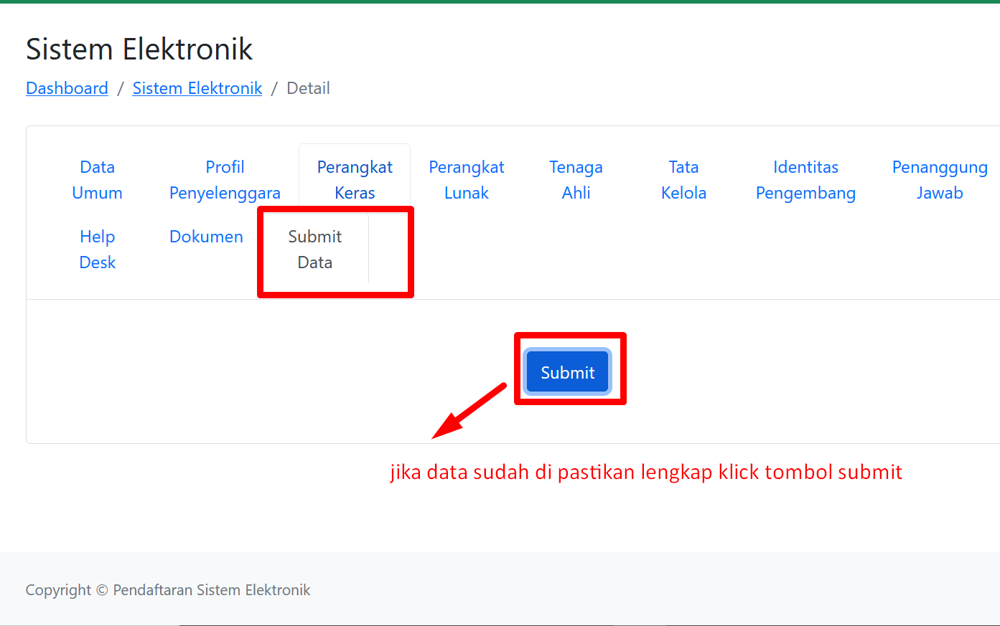 Sistem Elektronik
Dashboard / Sistem Elektronik / Detail
Data Umum
Profil Penyelenggara
Perangkat Keras
Perangkat Lunak
Tenaga Ahli
Tata Kelola
Identitas Pengembang
Penanggung Jawab
Help Desk
Dokumen
Submit Data
Submit
jika data sudah di pastikan lengkap klick tombol submit
Copyright © Pendaftaran Sistem Elektronik